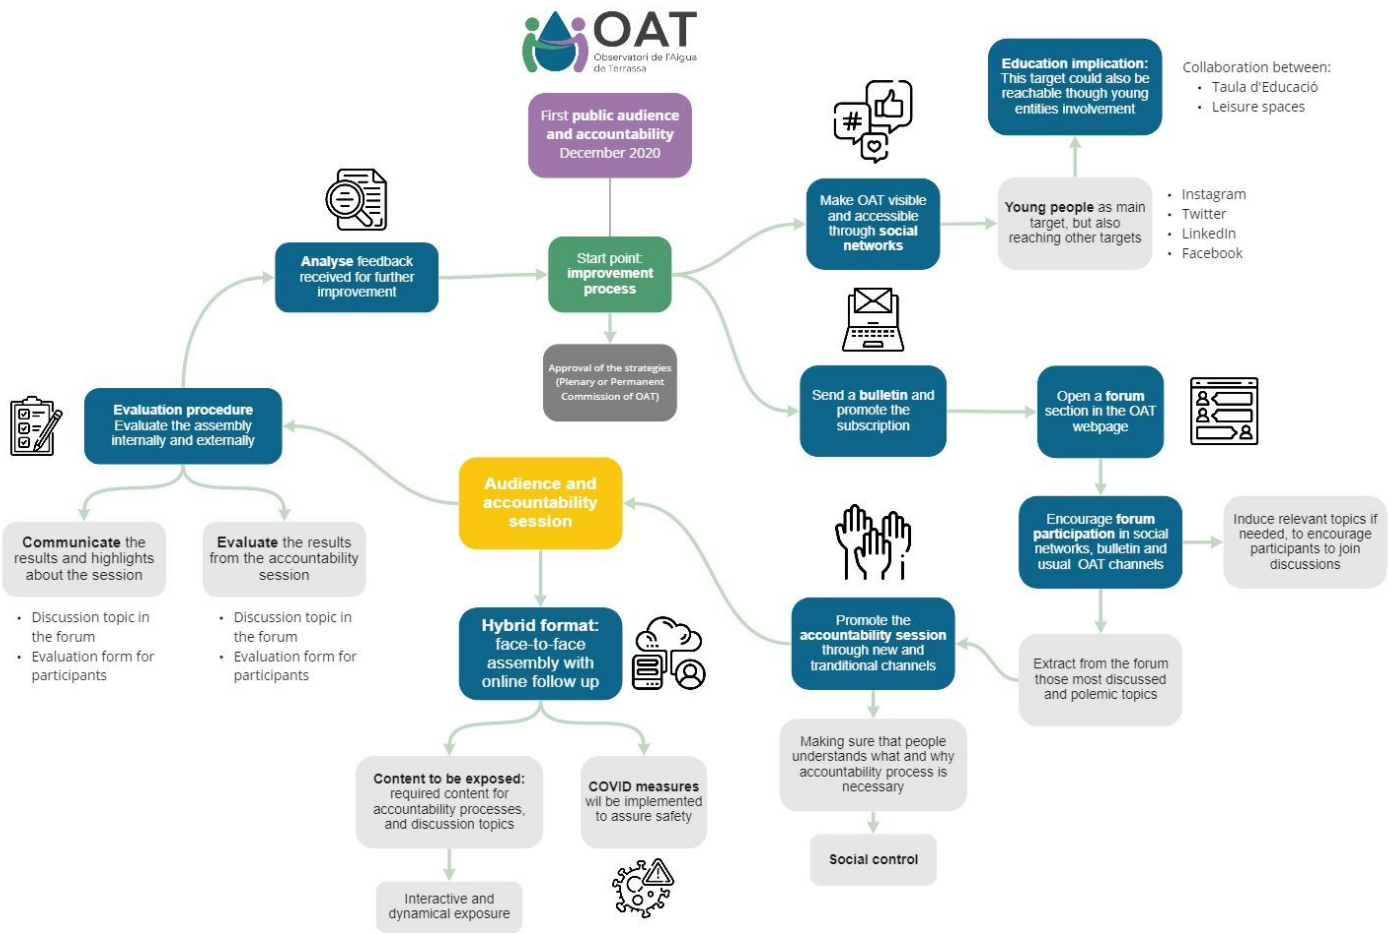 OAT
Observatori de l'Aigua
de Terrassa
First public audience
and accountability
December 2020
Education implication:
This target could also be
reachable though young
entities involvement
Collaboration between:
• Taula d'Educació
• Leisure spaces
#
Make OAT visible
and accessible
through social
networks
Young people as main
target, but also
reaching other targets
• Instagram
• Twitter
• LinkedIn
• Facebook
Analyse feedback
received for further
improvement
Start point:
improvement
process
Approval of the strategies
(Plenary or Permanent
Commission of OAT)
Send a bulletin and
promote the
subscription
Open a forum
section in the OAT
webpage
Evaluation procedure
Evaluate the assembly
internally and externally
Audience and
accountability
session
Encourage forum
participation in social
networks, bulletin and
usual OAT channels
Induce relevant topics if
needed, to encourage
participants to join
discussions
Communicate the
results and highlights
about the session
Evaluate the results
from the accountability
session
• Discussion topic in
the forum
• Evaluation form for
participants
• Discussion topic in
the forum
• Evaluation form for
participants
Hybrid format:
face-to-face
assembly with
online follow up
Promote the
accountability session
through new and
tranditional channels
Extract from the forum
those most discussed
and polemic topics
Making sure that people
understands what and why
accountability process is
necessary
Social control
Content to be exposed:
required content for
accountability processes,
and discussion topics
COVID measures
wil be implemented
to assure safety
Interactive and
dynamical exposure